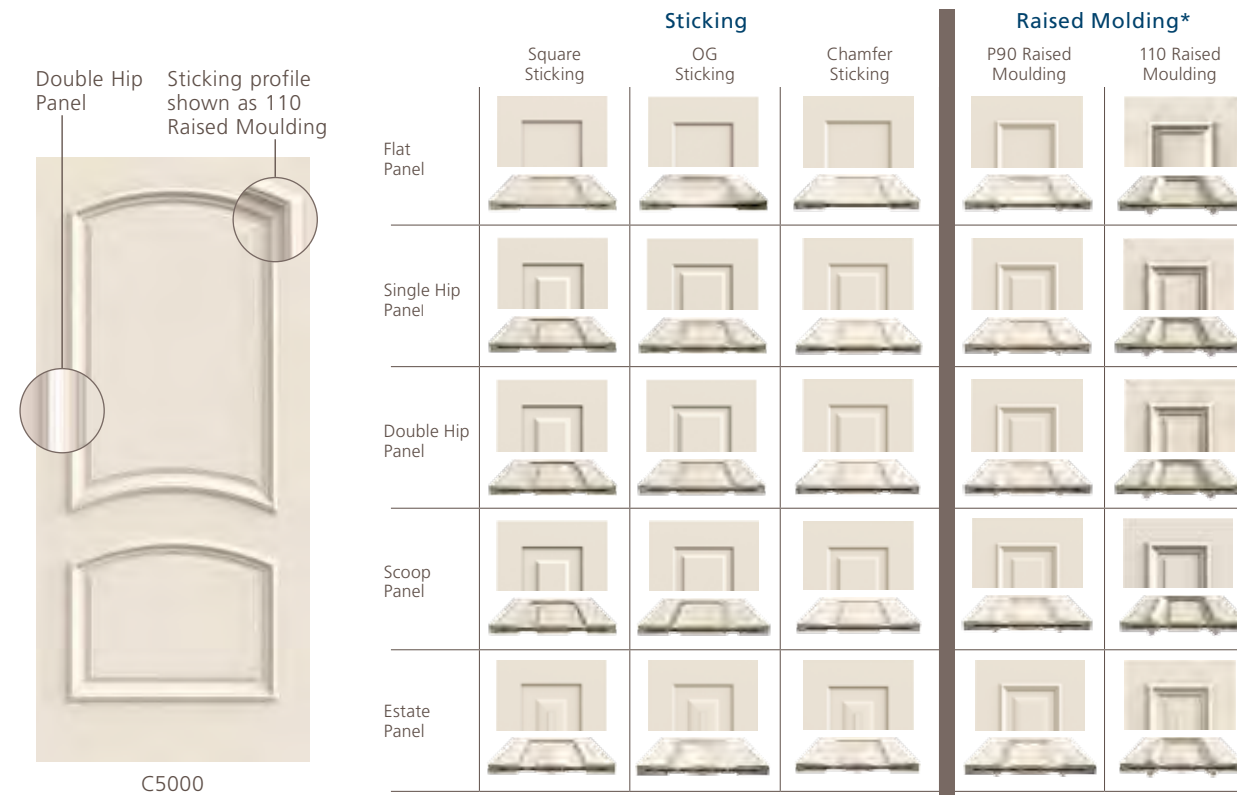 Double Hip
Panel
Sticking profile
shown as 110
Raised Moulding
C5000
Sticking
Raised Molding*
Square
Sticking
OG
Sticking
Chamfer
Sticking
P90 Raised
Moulding
110 Raised
Moulding
Flat
Panel
Single Hip
Panel
Double Hip
Panel
Scoop
Panel
Estate
Panel